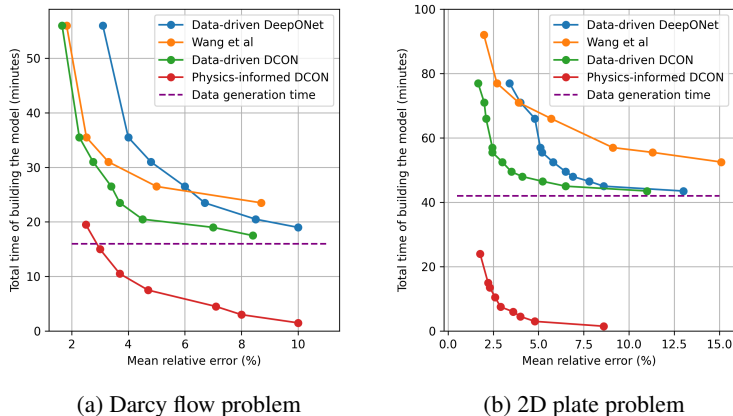 Total time of building the model (minutes)
50
40
30
20
10
0
2
4
6
8
10
Mean relative error (%)
Data-driven DeepONet
Wang et al
Data-driven DCON
Physics-informed DCON
Data generation time
(a) Darcy flow problem
Total time of building the model (minutes)
100
80
60
40
20
0
0.0
2.5
5.0
7.5
10.0
12.5
15.0
Mean relative error (%)
Data-driven DeepONet
Wang et al
Data-driven DCON
Physics-informed DCON
Data generation time
(b) 2D plate problem